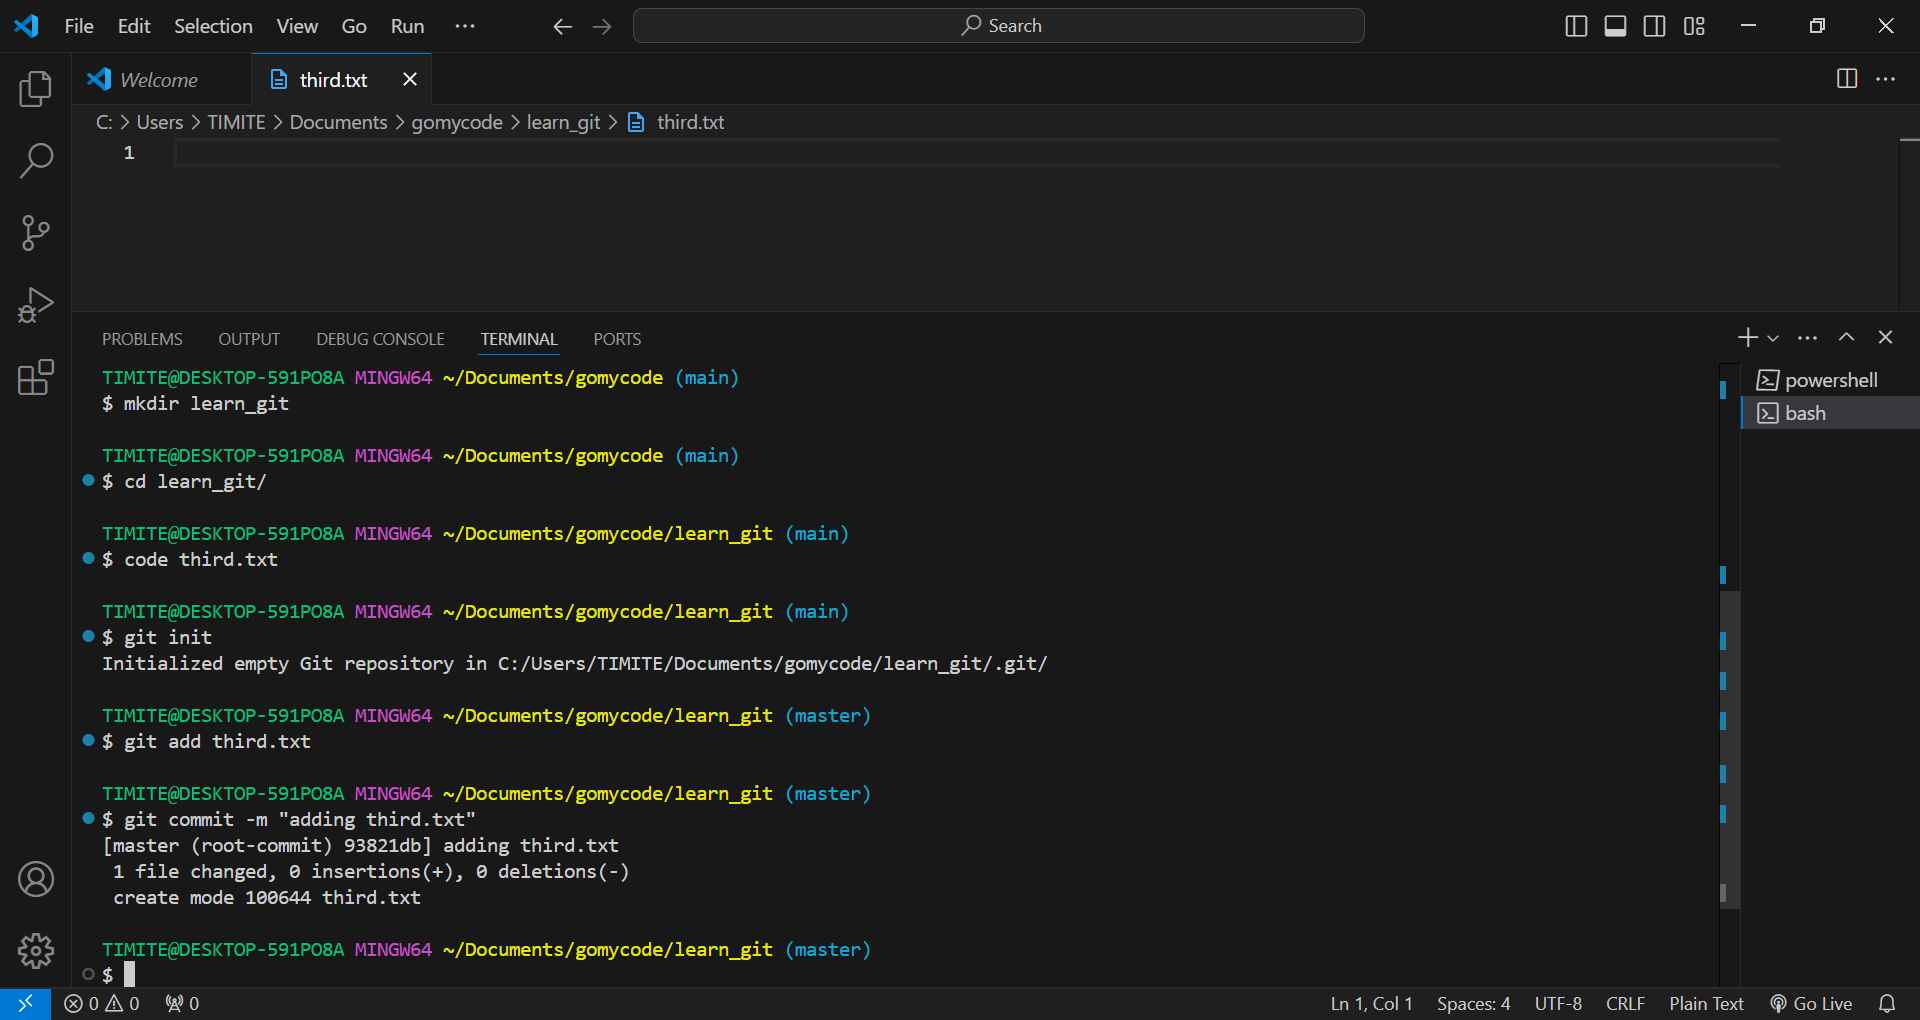 File Edit Selection View Go Run ··· Search
Welcome third.txt
C: > Users > TIMITE > Documents > gomycode > learn_git > third.txt
1
PROBLEMS OUTPUT DEBUG CONSOLE TERMINAL PORTS
powershell
bash
TIMITE@DESKTOP-591PO8A MINGW64 ~/Documents/gomycode (main)
$ mkdir learn_git
TIMITE@DESKTOP-591PO8A MINGW64 ~/Documents/gomycode (main)
$ cd learn_git/
TIMITE@DESKTOP-591PO8A MINGW64 ~/Documents/gomycode/learn_git (main)
$ code third.txt
TIMITE@DESKTOP-591PO8A MINGW64 ~/Documents/gomycode/learn_git (main)
$ git init
Initialized empty Git repository in C:/Users/TIMITE/Documents/gomycode/learn_git/.git/
TIMITE@DESKTOP-591PO8A MINGW64 ~/Documents/gomycode/learn_git (master)
$ git add third.txt
TIMITE@DESKTOP-591PO8A MINGW64 ~/Documents/gomycode/learn_git (master)
$ git commit -m "adding third.txt"
[master (root-commit) 93821db] adding third.txt
 1 file changed, 0 insertions(+), 0 deletions(-)
 create mode 100644 third.txt
TIMITE@DESKTOP-591PO8A MINGW64 ~/Documents/gomycode/learn_git (master)
$
0 0 0 Ln 1, Col 1 Spaces: 4 UTF-8 CRLF Plain Text Go Live